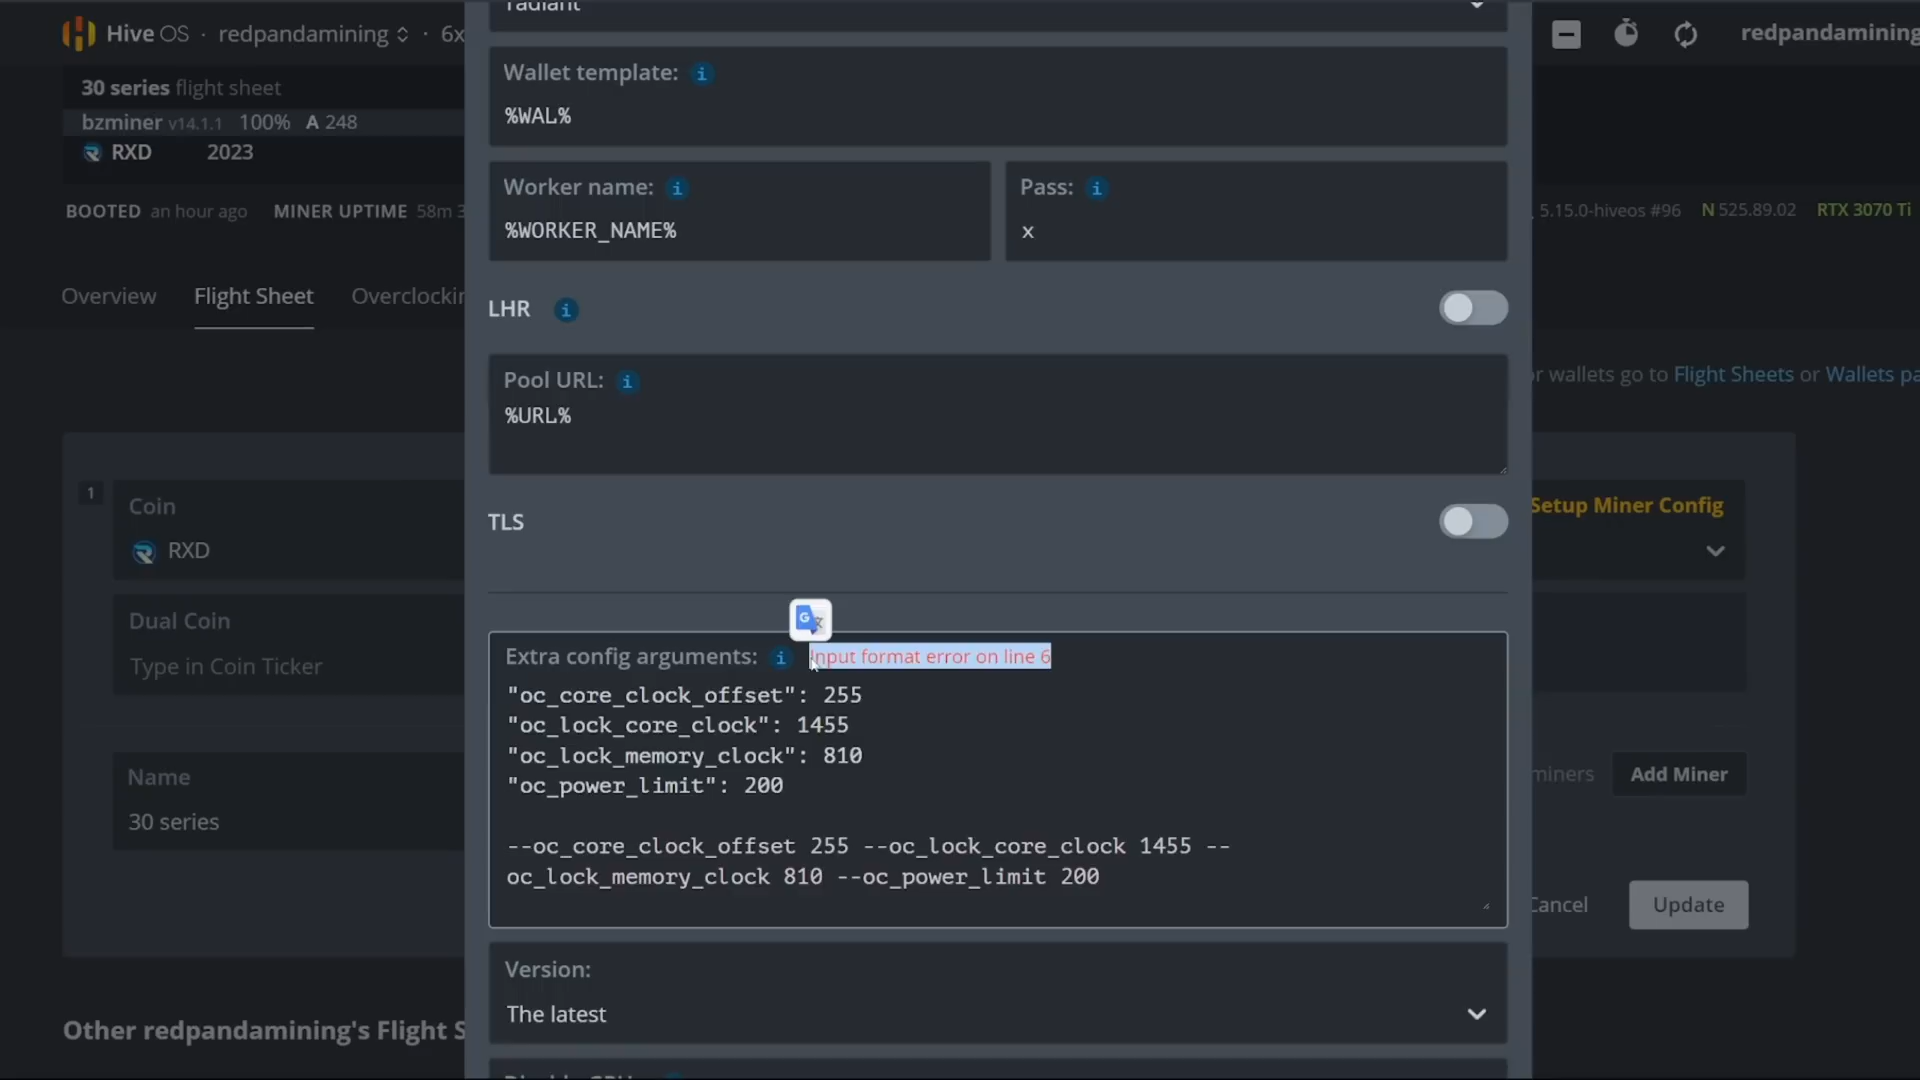 radiant
Hive OS · redpandamining · 6x
redpandamining
30 series flight sheet
bzminer v14.1.1 100% A 248
RXD 2023
BOOTED an hour ago MINER UPTIME 58m 3
5.15.0-hiveos #96 N 525.89.02 RTX 3070 Ti
Overview Flight Sheet Overclockin
or wallets go to Flight Sheets or Wallets pa
Wallet template: i
%WAL%
Worker name: i
%WORKER_NAME%
Pass: i
x
LHR i
Pool URL: i
%URL%
TLS
1
Coin
RXD
Setup Miner Config
Dual Coin
Type in Coin Ticker
Name
30 series
miners Add Miner
Cancel Update
Extra config arguments: i Input format error on line 6
"oc_core_clock_offset": 255
"oc_lock_core_clock": 1455
"oc_lock_memory_clock": 810
"oc_power_limit": 200
--oc_core_clock_offset 255 --oc_lock_core_clock 1455 --
oc_lock_memory_clock 810 --oc_power_limit 200
Version:
The latest
Other redpandamining's Flight S